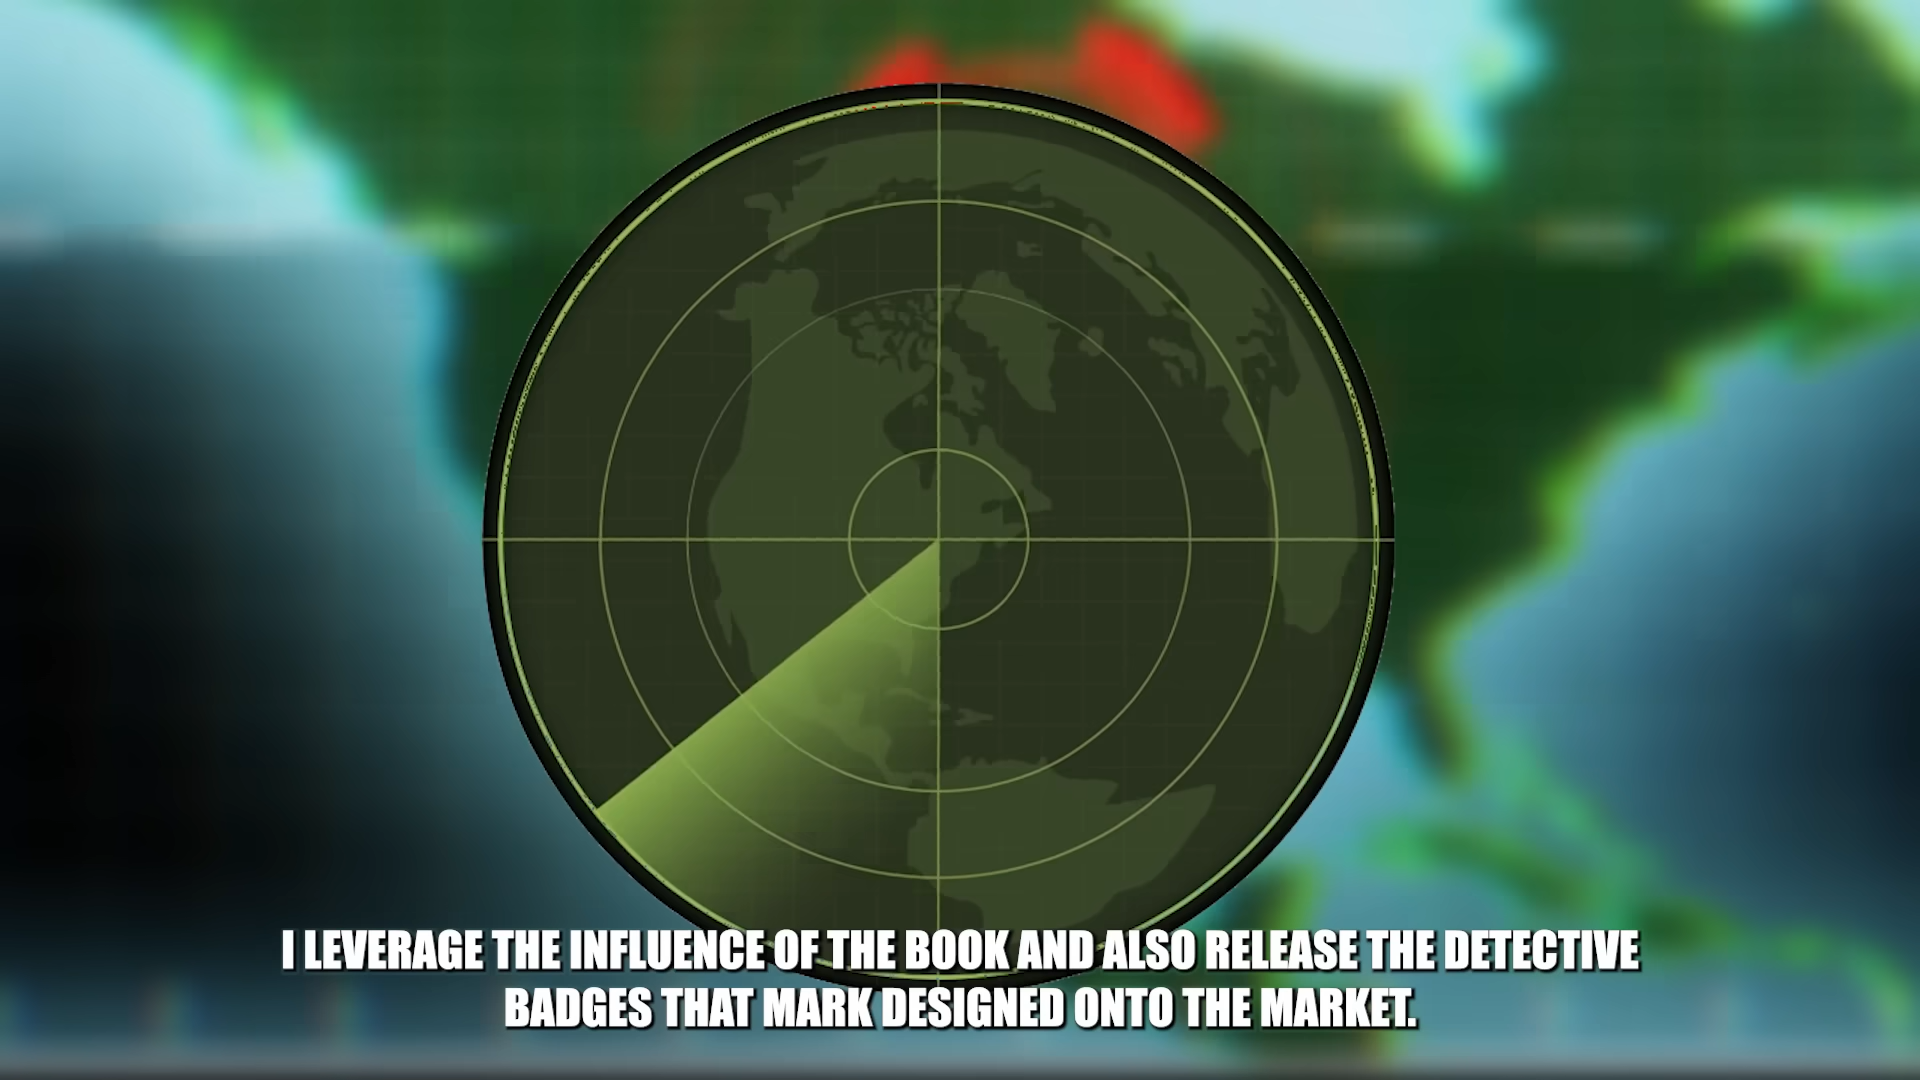 I LEVERAGE THE INFLUENCE OF THE BOOK AND ALSO RELEASE THE DETECTIVE
BADGES THAT MARK DESIGNED ONTO THE MARKET.